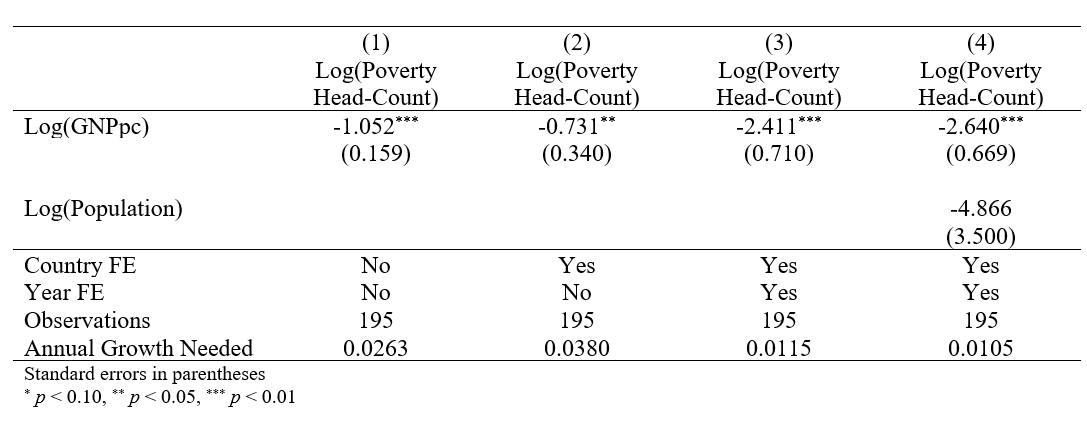 (1) (2) (3) (4)
Log(Poverty Log(Poverty Log(Poverty Log(Poverty
Head-Count) Head-Count) Head-Count) Head-Count)
Log(GNPpc) -1.052*** -0.731** -2.411*** -2.640***
(0.159) (0.340) (0.710) (0.669)
Log(Population) -4.866
(3.500)
Country FE No Yes Yes Yes
Year FE No No Yes Yes
Observations 195 195 195 195
Annual Growth Needed 0.0263 0.0380 0.0115 0.0105
Standard errors in parentheses
* p < 0.10, ** p < 0.05, *** p < 0.01